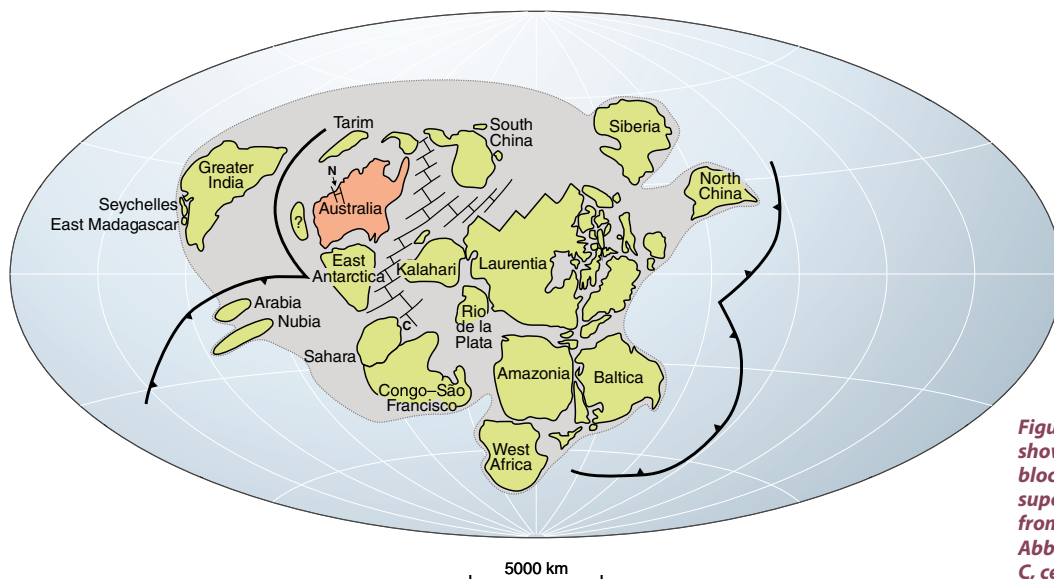 Tarim
South
China
Siberia
Greater
India
N
North
China
Seychelles
East Madagascar
Australia
?
East
Antarctica
Kalahari
Laurentia
Arabia
Nubia
Rio
de la
Plata
C
Sahara
Amazonia
Baltica
Congo–São
Francisco
West
Africa
5000 km
Figu
show
bloc
supe
from
Abb
C, ce